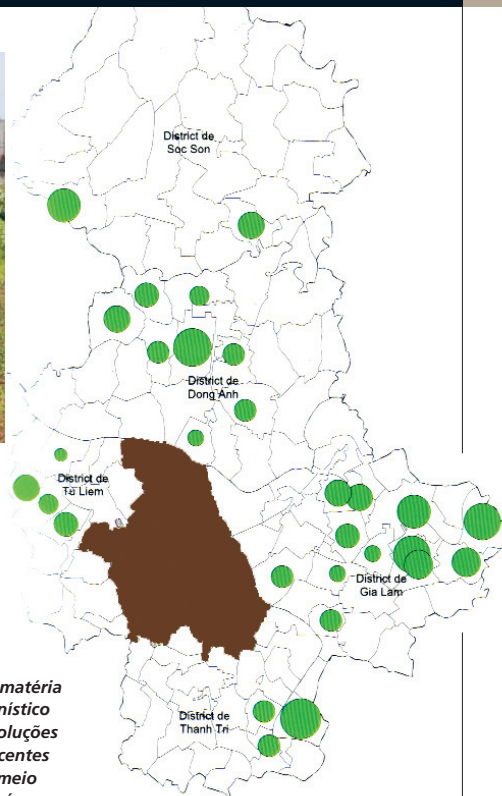 District de
Soc Son
District de
Dong Anh
District de
Tu Liem
District de
Gia Lam
District de
Thanh Tri
matéria
nístico
oluções
centes
meio